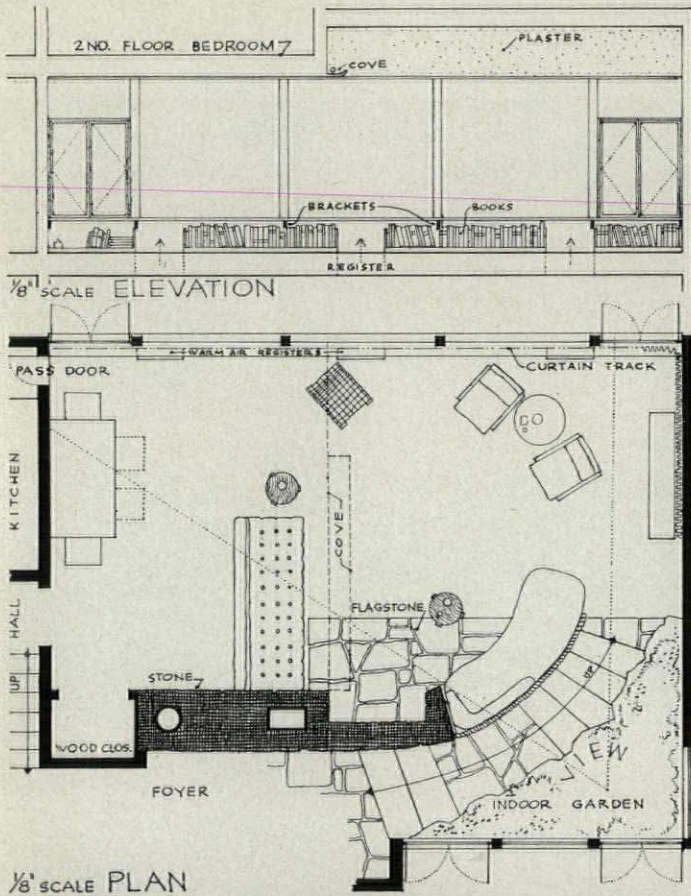 2ND. FLOOR BEDROOM
PLASTER
COVE
BRACKETS
BOOKS
REGISTER
1/8" SCALE ELEVATION
WARM AIR REGISTERS
CURTAIN TRACK
PASS DOOR
KITCHEN
COVE
HALL
FLAGSTONE
UP
UP
STONE
WOOD CLOS.
VIEW
FOYER
INDOOR GARDEN
1/8" SCALE PLAN